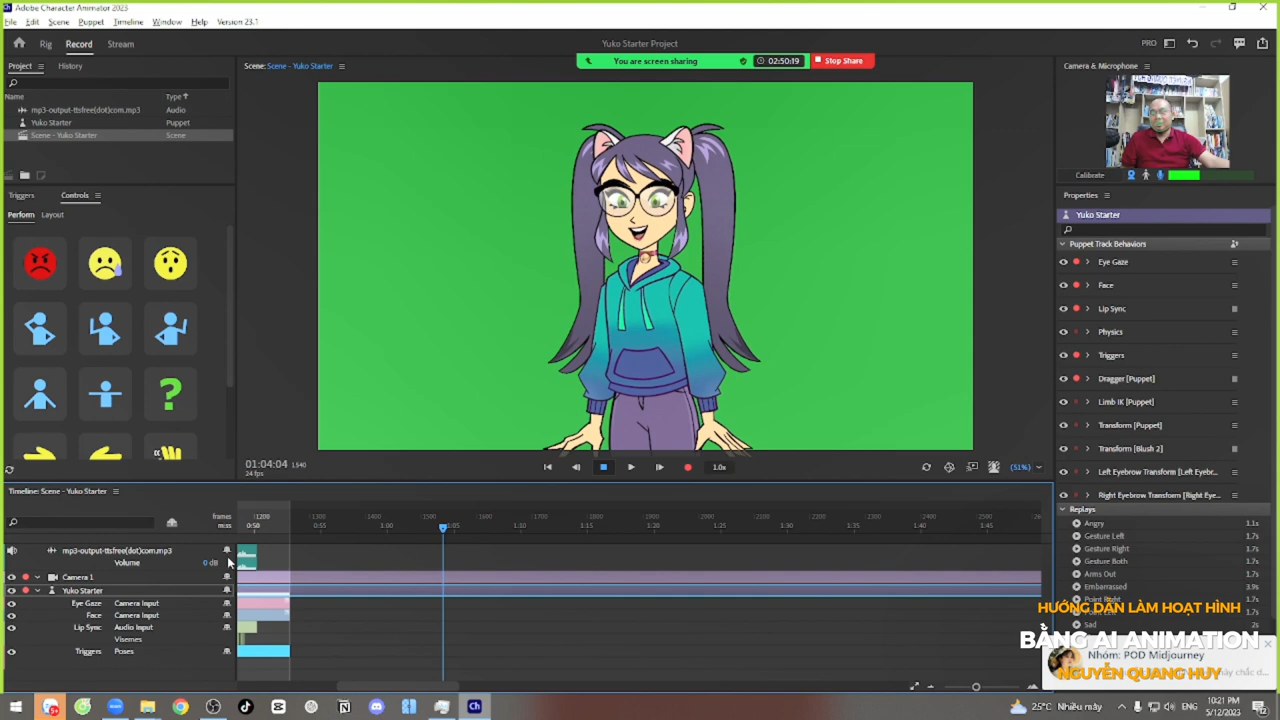 Adobe Character Animator 2023
File Edit Scene Puppet Timeline Window Help Version 23.1
Rig Record Stream
Yuko Starter Project
PRO
Project
History
Scene: Scene - Yuko Starter
You are screen sharing
02:50:19
Stop Share
Camera & Microphone
Name Type
mp3-output-ttsfree(dot)com.mp3 Audio
Yuko Starter Puppet
Scene - Yuko Starter Scene
Calibrate
Triggers Controls
Perform Layout
Properties
Yuko Starter
Puppet Track Behaviors
Eye Gaze
Face
Lip Sync
Physics
Triggers
Dragger [Puppet]
Limb IK [Puppet]
Transform [Puppet]
Transform [Blush 2]
Left Eyebrow Transform [Left Eyebr...
Right Eyebrow Transform [Right Eye...
Replays
Angry 1.1s
Gesture Left 1.7s
Gesture Right 1.7s
Gesture Both 1.7s
Arms Out 1.7s
Embarrassed 3.9s
Point Right 1.7s
Sad 2s
01:04:04 1,540
24 fps
1.0x
(51%)
Timeline: Scene - Yuko Starter
frames 1200 1300 1400 1500 1600 1700 1800 1900 2000 2100 2200 2300 2400 2500
m:ss 0:50 0:55 1:00 1:05 1:10 1:15 1:20 1:25 1:30 1:35 1:40 1:45
mp3-output-ttsfree(dot)com.mp3
Volume 0 dB
Camera 1
Yuko Starter
Eye Gaze Camera Input
Face Camera Input
Lip Sync Audio Input
Visemes
Triggers Poses
HƯỚNG DẪN LÀM HOẠT HÌNH
BẰNG AI ANIMATION
NGUYỄN QUANG HUY
Nhóm: POD Midjourney
25°C Nhiều mây
10:21 PM
5/12/2023